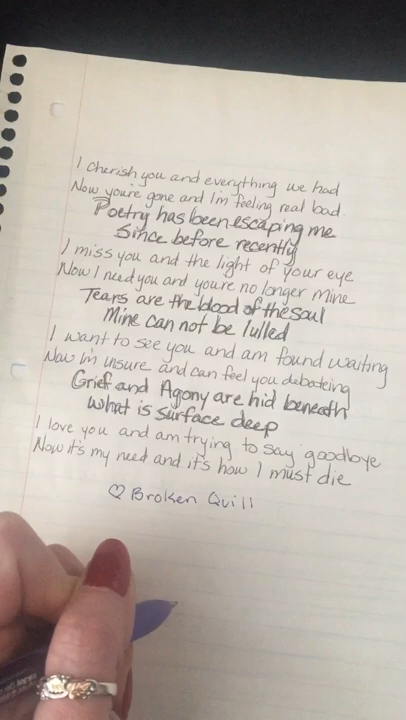 I cherish you and everything we had
Now you're gone and I'm feeling real bad.
Poetry has been escaping me
Since before recently
I miss you and the light of your eye
Now I need you and youre no longer mine
Tears are the blood of the soul
Mine can not be lulled
I want to see you and am found waiting
Now I'm unsure and can feel you debateing
Grief and Agony are hid beneath
what is surface deep
I love you and am trying to say goodbye
Now it's my need and it's how I must die
♡ Broken Quill